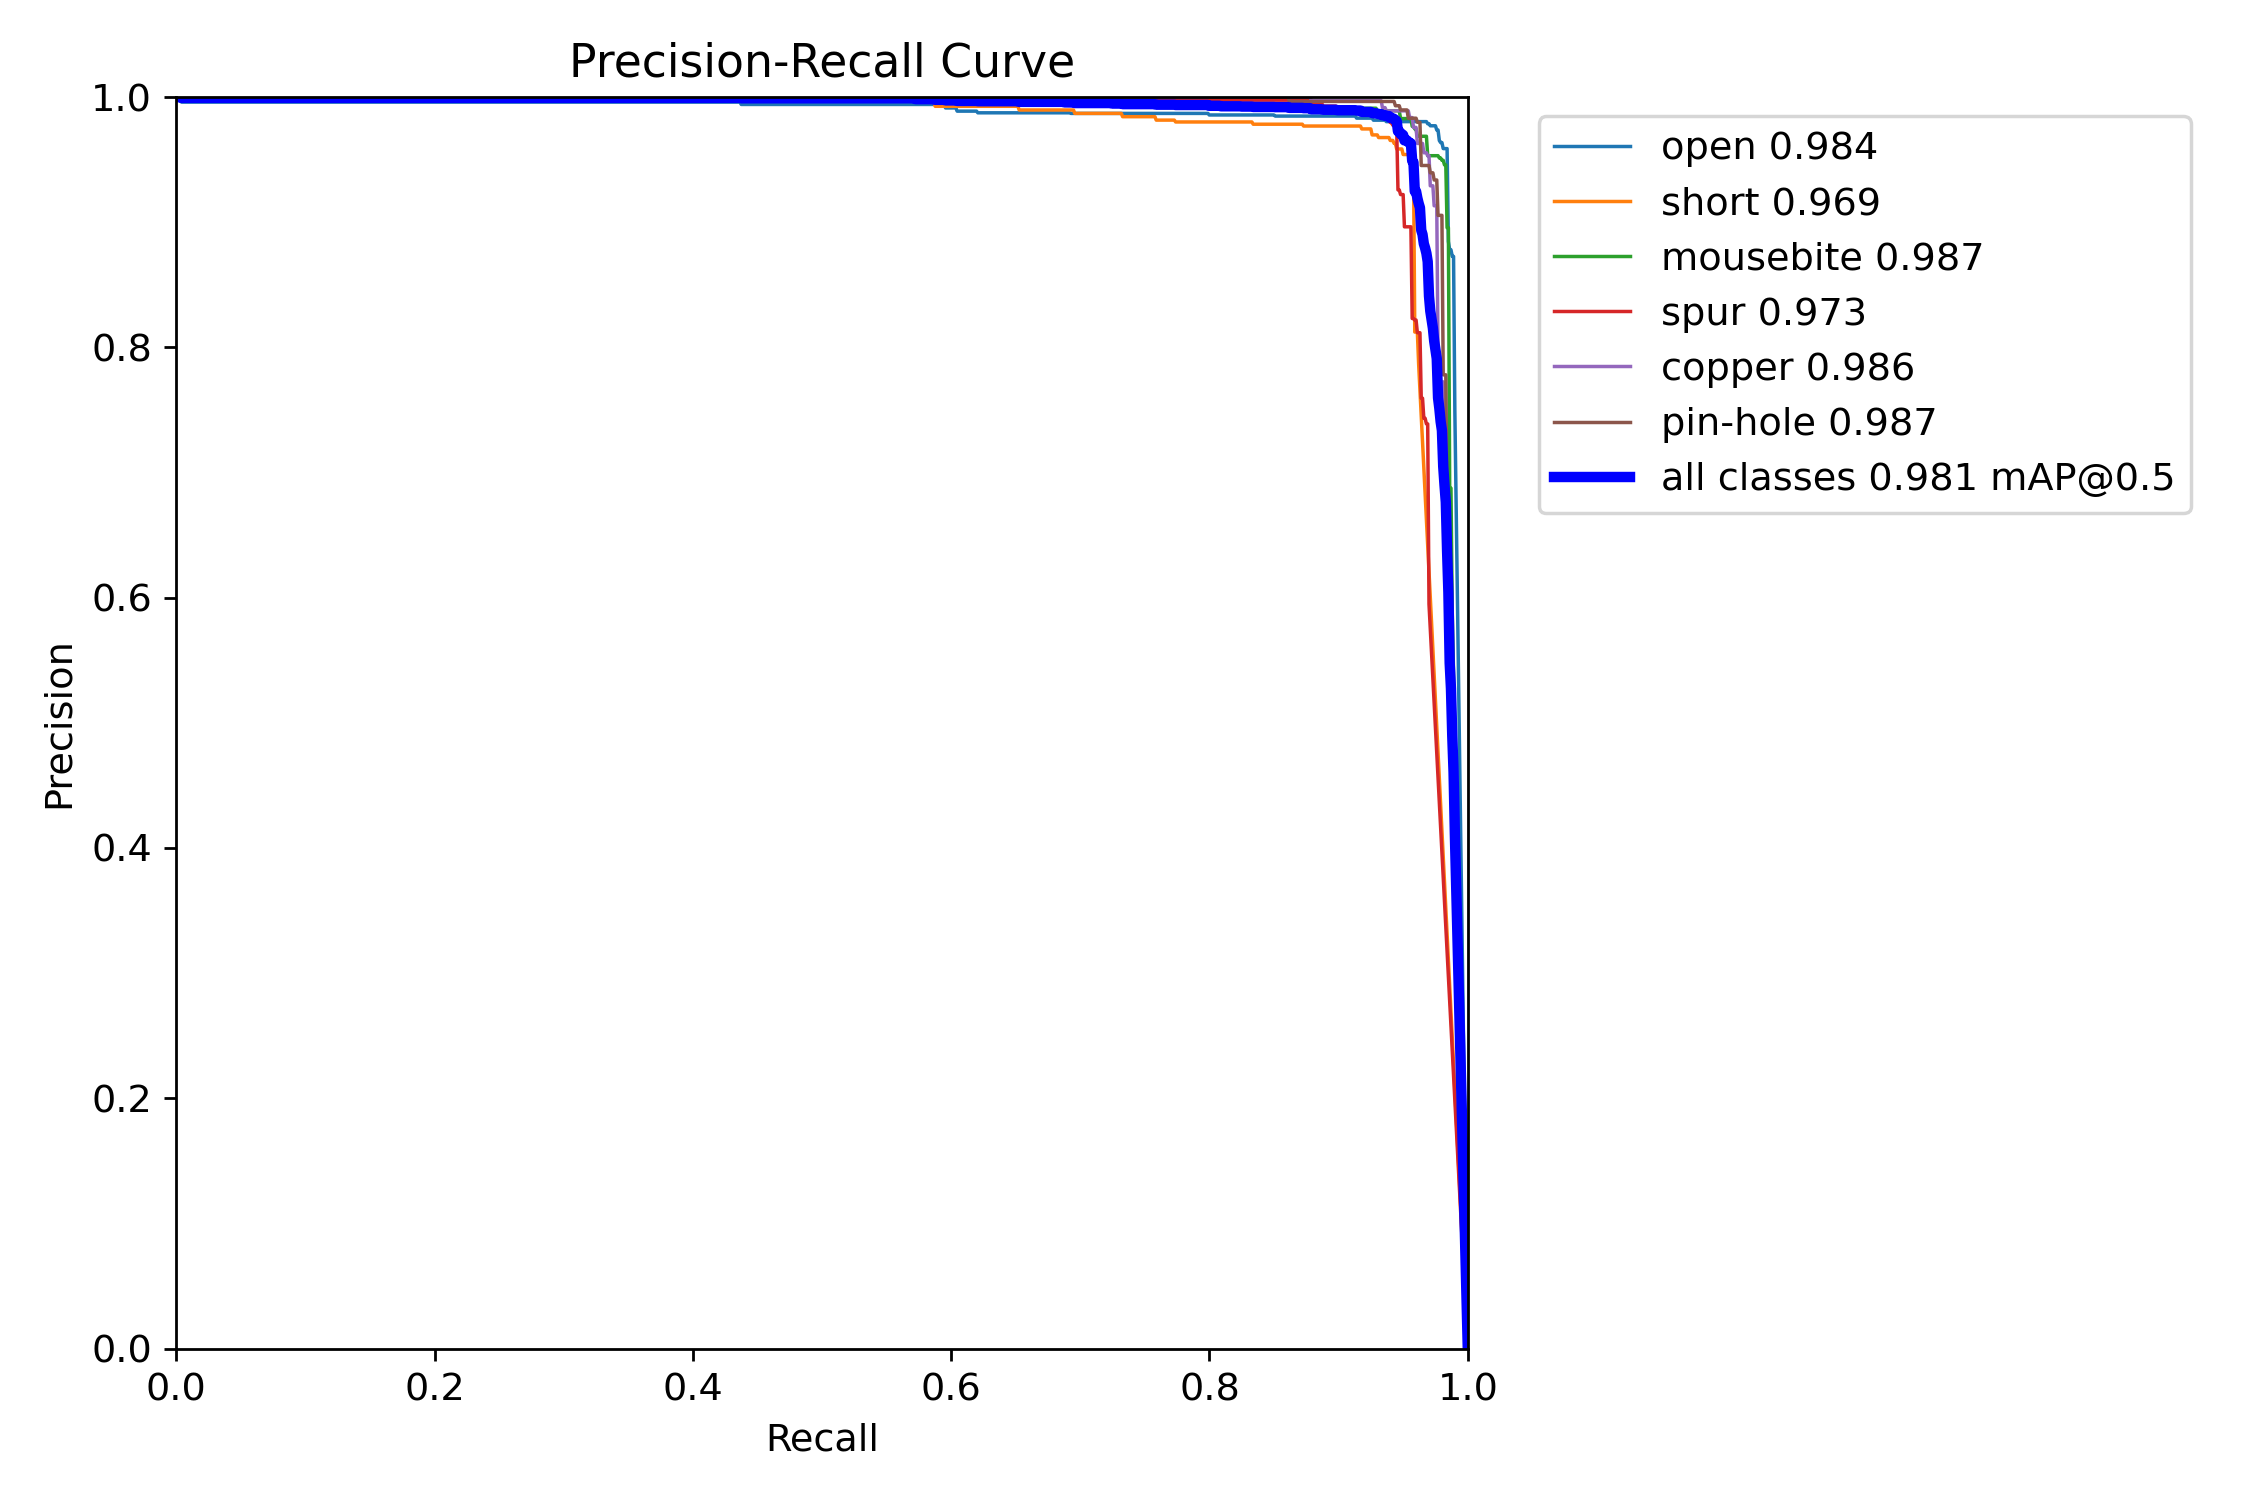 Precision-Recall Curve
1.0
0.8
0.6
0.4
0.2
0.0
Precision
0.0 0.2 0.4 0.6 0.8 1.0
Recall
open 0.984
short 0.969
mousebite 0.987
spur 0.973
copper 0.986
pin-hole 0.987
all classes 0.981 mAP@0.5